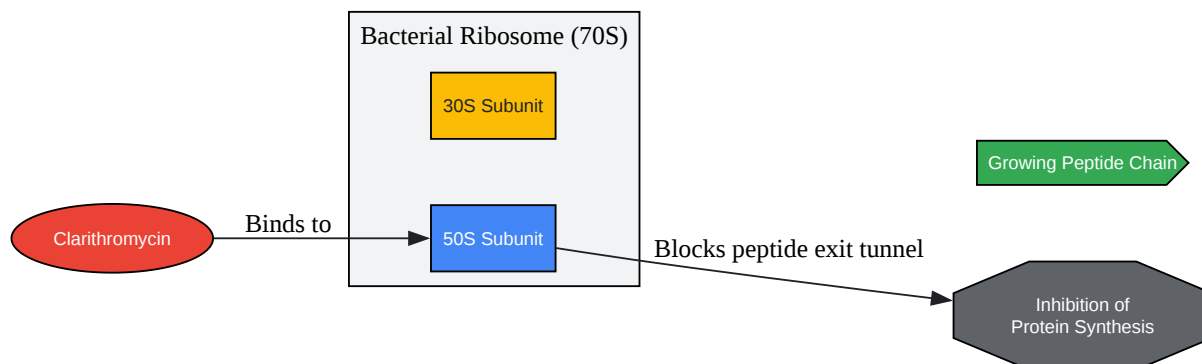 Bacterial Ribosome (70S)
30S Subunit
Growing Peptide Chain
Clarithromycin
Binds to
50S Subunit
Blocks peptide exit tunnel
Inhibition of
Protein Synthesis